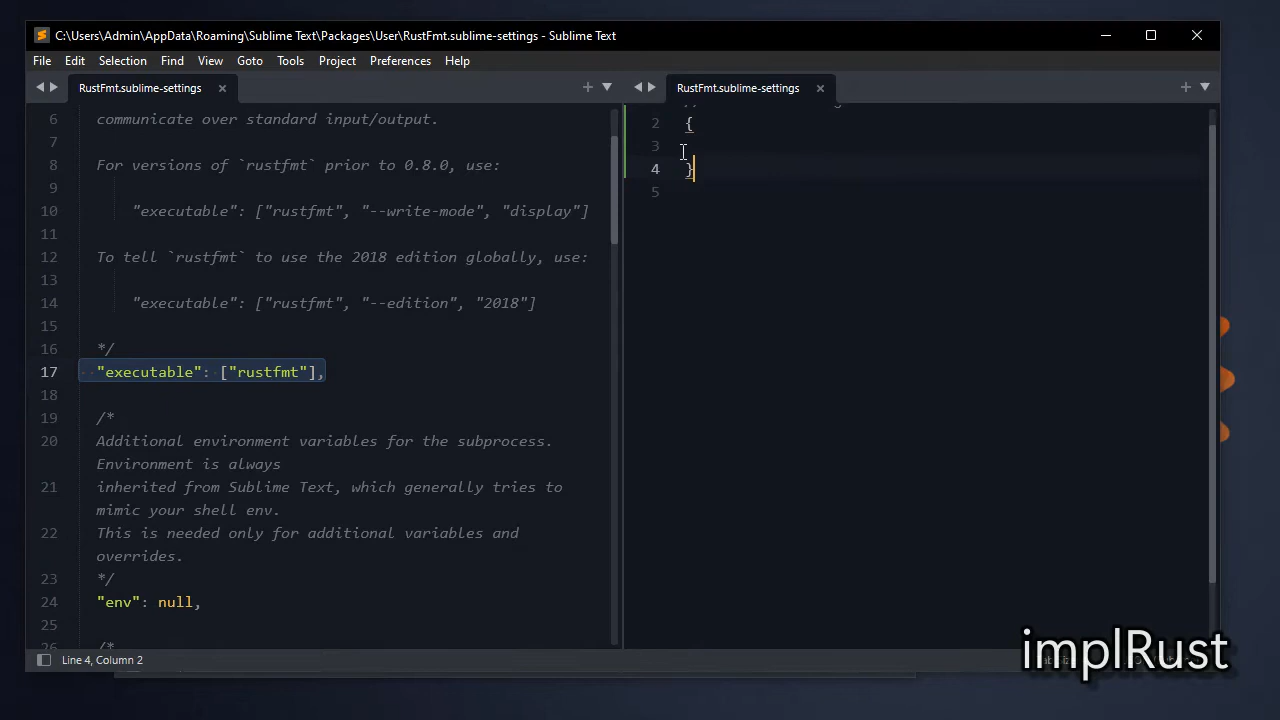 C:\Users\Admin\AppData\Roaming\Sublime Text\Packages\User\RustFmt.sublime-settings - Sublime Text
File Edit Selection Find View Goto Tools Project Preferences Help
RustFmt.sublime-settings
6 communicate over standard input/output.
7
8 For versions of `rustfmt` prior to 0.8.0, use:
9
10 "executable": ["rustfmt", "--write-mode", "display"]
11
12 To tell `rustfmt` to use the 2018 edition globally, use:
13
14 "executable": ["rustfmt", "--edition", "2018"]
15
16 */
17 "executable": ["rustfmt"],
18
19 /*
20 Additional environment variables for the subprocess.
Environment is always
21 inherited from Sublime Text, which generally tries to
mimic your shell env.
22 This is needed only for additional variables and
overrides.
23 */
24 "env": null,
25
26 /*
RustFmt.sublime-settings
2 {
3
4 }
5
Line 4, Column 2
implRust